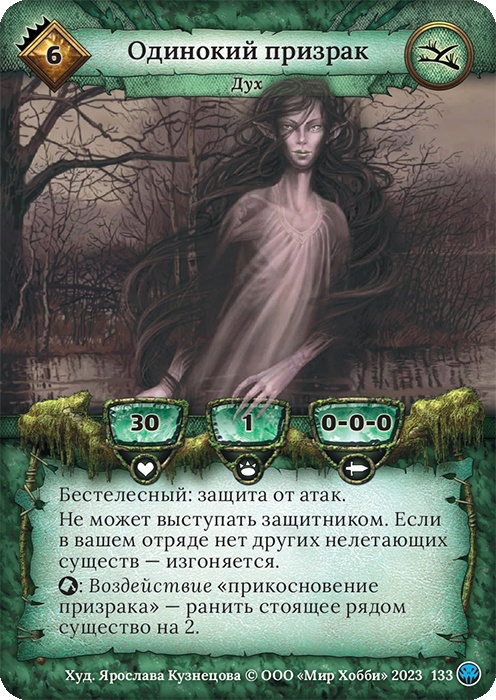 6
Одинокий призрак
Дух
30
1
0-0-0
Бестелесный: защита от атак.
Не может выступать защитником. Если
в вашем отряде нет других нелетающих
существ — изгоняется.
: Воздействие «прикосновение
призрака» — ранить стоящее рядом
существо на 2.
Худ. Ярослава Кузнецова © ООО «Мир Хобби» 2023 133